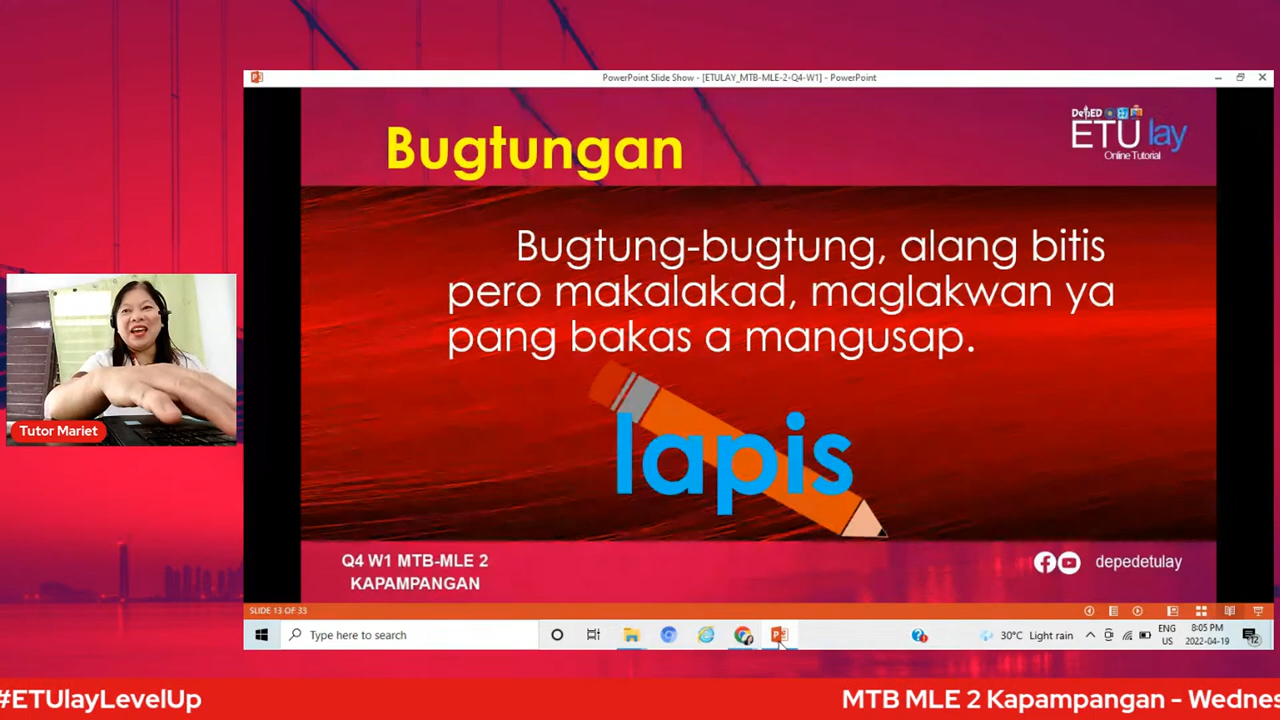 PowerPoint Slide Show - [ETULAY_MTB-MLE-2-Q4-W1] - PowerPoint
Bugtungan
DepED
ETUlay
Online Tutorial
Bugtung-bugtung, alang bitis
pero makalakad, maglakwan ya
pang bakas a mangusap.
lapis
Tutor Mariet
Q4 W1 MTB-MLE 2
KAPAMPANGAN
depedetulay
SLIDE 13 OF 33
Type here to search
30°C Light rain
ENG
US
8:05 PM
2022-04-19
12
#ETUlayLevelUp
MTB MLE 2 Kapampangan - Wednes